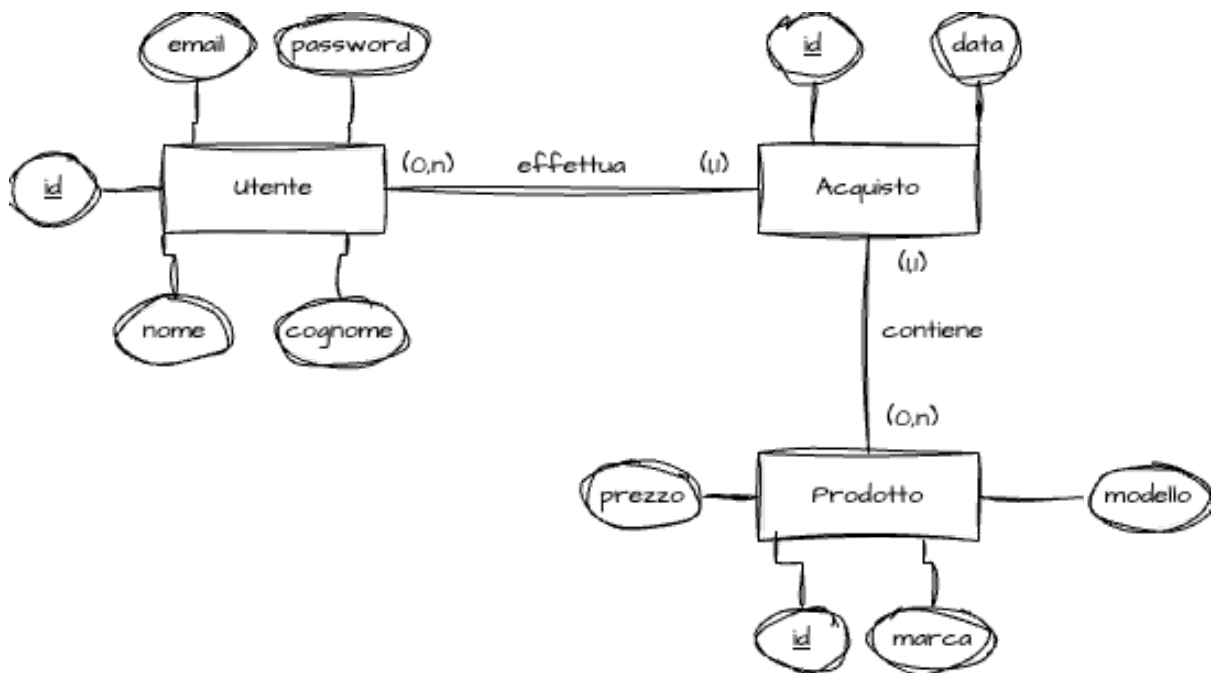 email
password
id
data
(0,n)
effettua
(1,1)
id
Utente
Acquisto
(1,1)
nome
cognome
contiene
(0,n)
prezzo
Prodotto
modello
id
marca